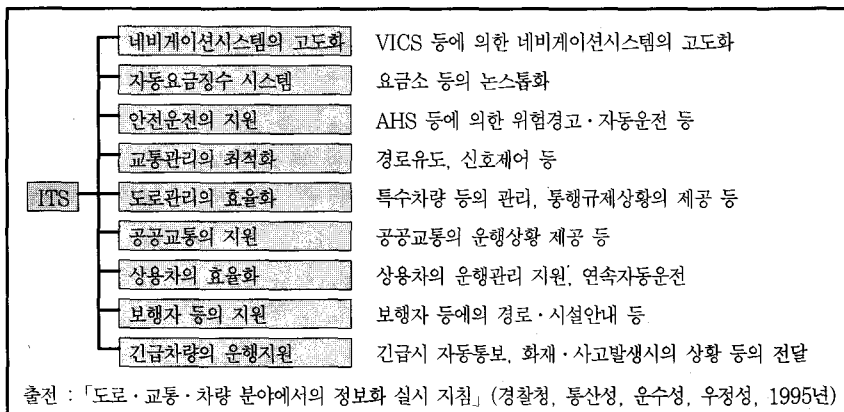 네비게이션시스템의 고도화 VICS 등에 의한 네비게이션시스템의 고도화
자동요금징수 시스템 요금소 등의 논스톱화
안전운전의 지원 AHS 등에 의한 위험경고·자동운전 등
교통관리의 최적화 경로유도, 신호제어 등
ITS 도로관리의 효율화 특수차량 등의 관리, 통행규제상황의 제공 등
공공교통의 지원 공공교통의 운행상황 제공 등
상용차의 효율화 상용차의 운행관리 지원, 연속자동운전
보행자 등의 지원 보행자 등에의 경로·시설안내 등
긴급차량의 운행지원 긴급시 자동통보, 화재·사고발생시의 상황 등의 전달
출전 : 「도로·교통·차량 분야에서의 정보화 실시 지침」(경찰청, 통산성, 운수성, 우정성, 1995년)